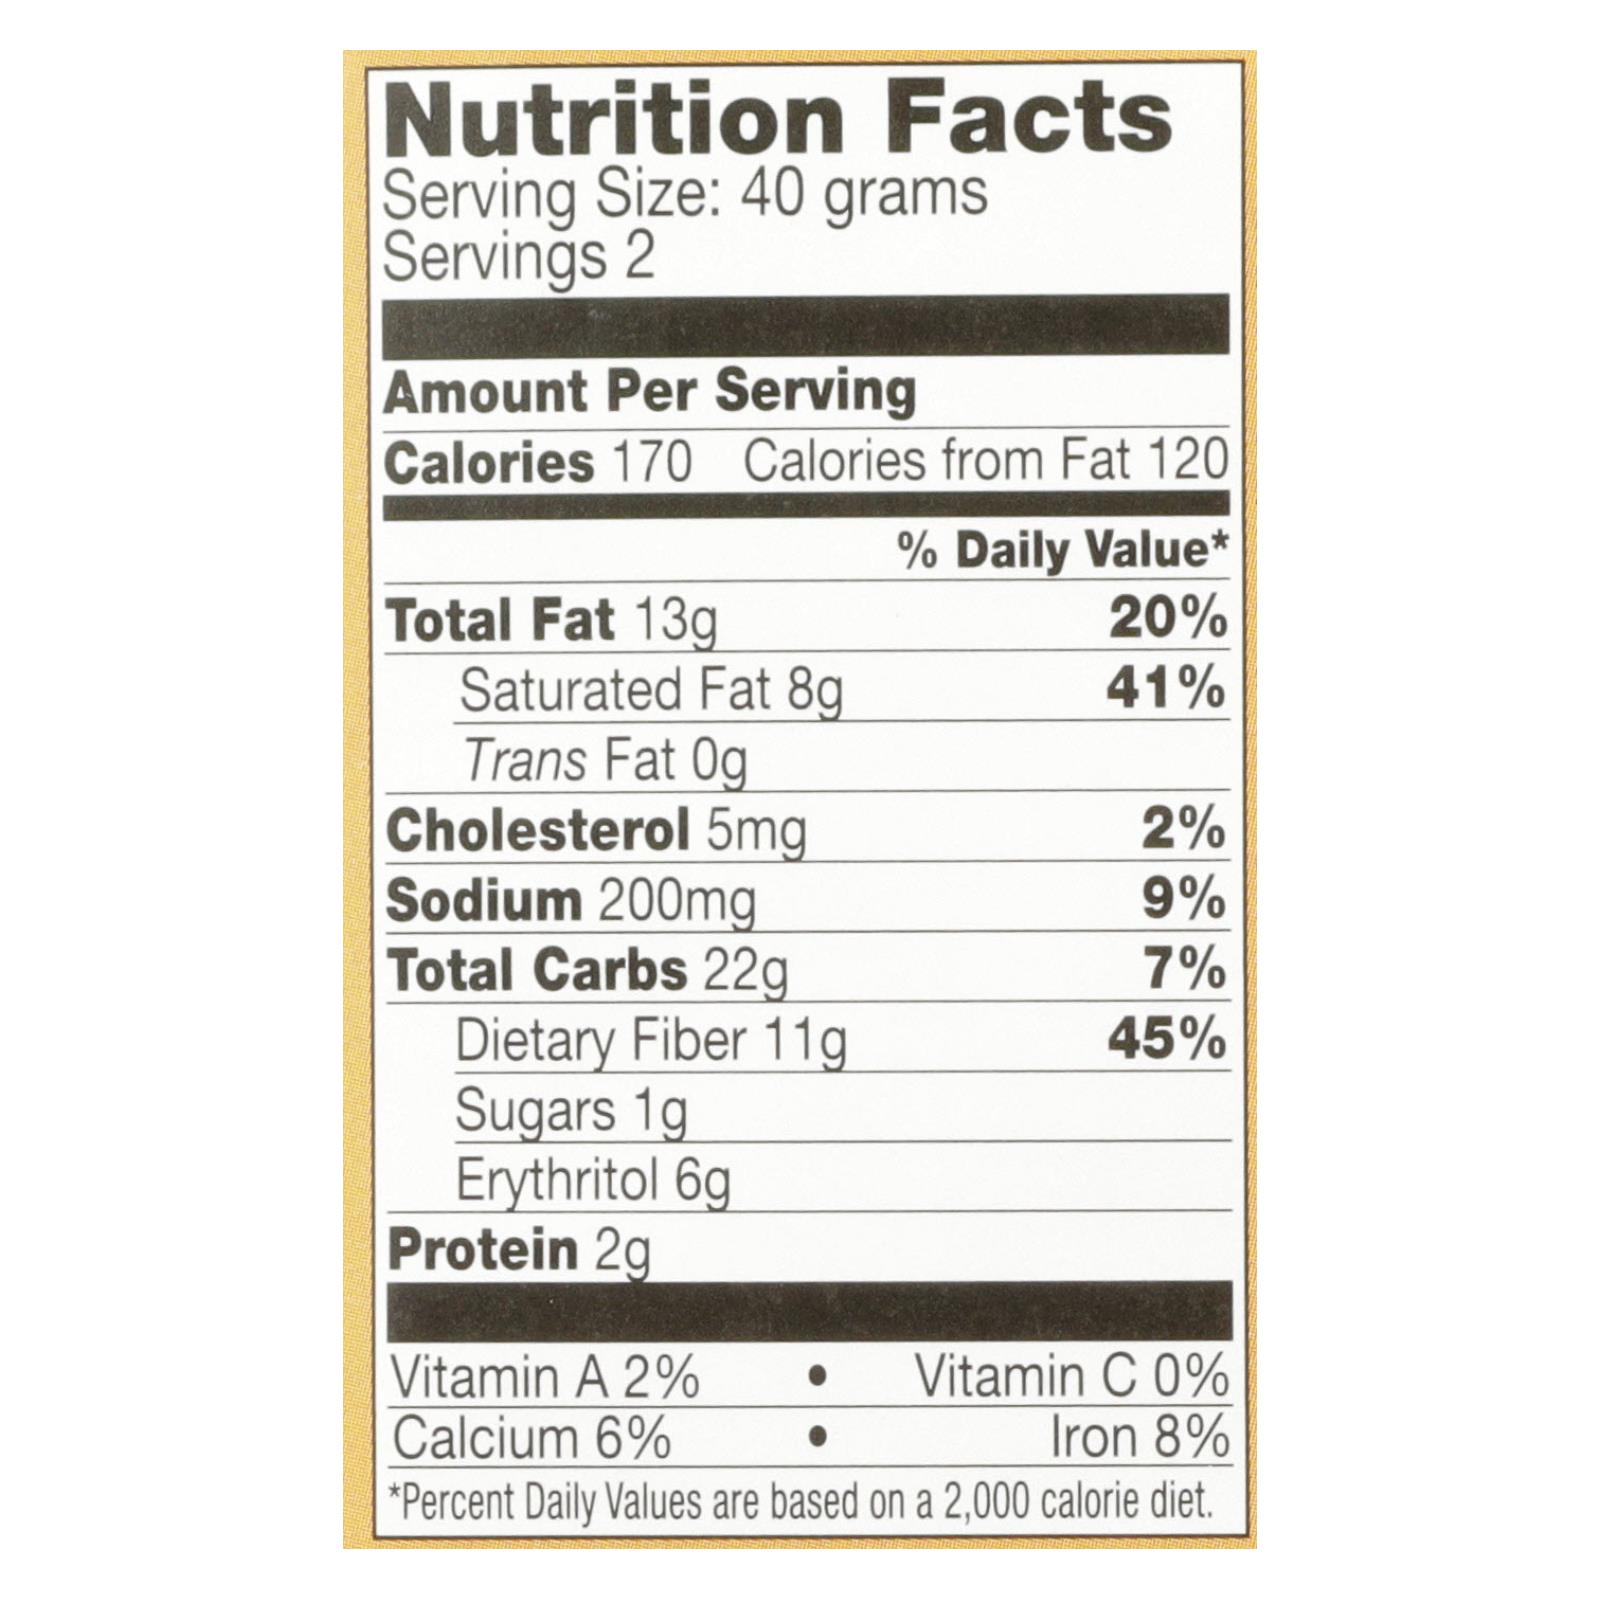 Nutrition Facts
Serving Size: 40 grams
Servings 2
Amount Per Serving
Calories 170 Calories from Fat 120
% Daily Value*
Total Fat 13g 20%
Saturated Fat 8g 41%
Trans Fat 0g
Cholesterol 5mg 2%
Sodium 200mg 9%
Total Carbs 22g 7%
Dietary Fiber 11g 45%
Sugars 1g
Erythritol 6g
Protein 2g
Vitamin A 2% • Vitamin C 0%
Calcium 6% • Iron 8%
*Percent Daily Values are based on a 2,000 calorie diet.